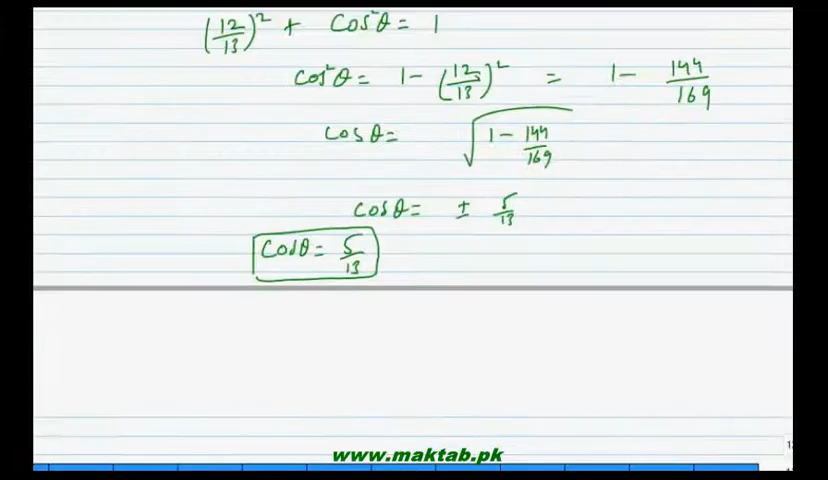 (12/13)² + Cos²θ = 1
Cos²θ = 1 - (12/13)² = 1 - 144/169
Cosθ = √(1 - 144/169)
Cosθ = ± 5/13
Cosθ = 5/13
www.maktab.pk